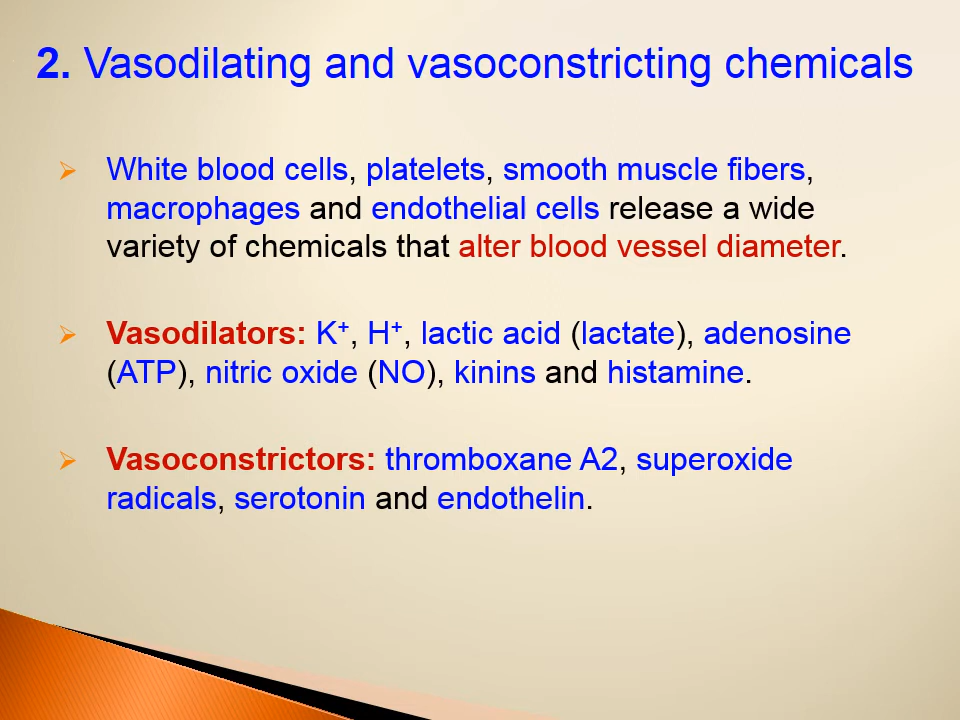 2. Vasodilating and vasoconstricting chemicals
White blood cells, platelets, smooth muscle fibers,
macrophages and endothelial cells release a wide
variety of chemicals that alter blood vessel diameter.
Vasodilators: K⁺, H⁺, lactic acid (lactate), adenosine
(ATP), nitric oxide (NO), kinins and histamine.
Vasoconstrictors: thromboxane A2, superoxide
radicals, serotonin and endothelin.